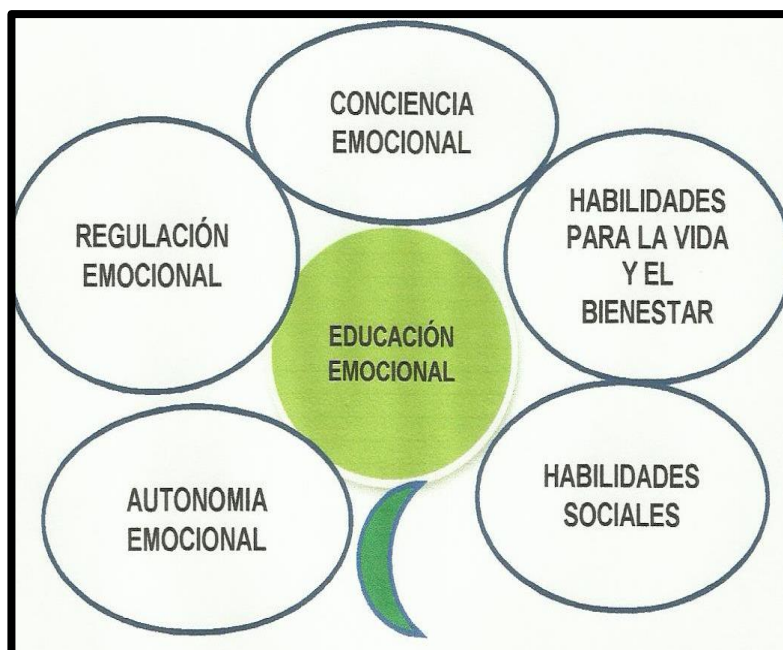 CONCIENCIA
EMOCIONAL
REGULACIÓN
EMOCIONAL
HABILIDADES
PARA LA VIDA
Y EL
BIENESTAR
EDUCACIÓN
EMOCIONAL
AUTONOMIA
EMOCIONAL
HABILIDADES
SOCIALES